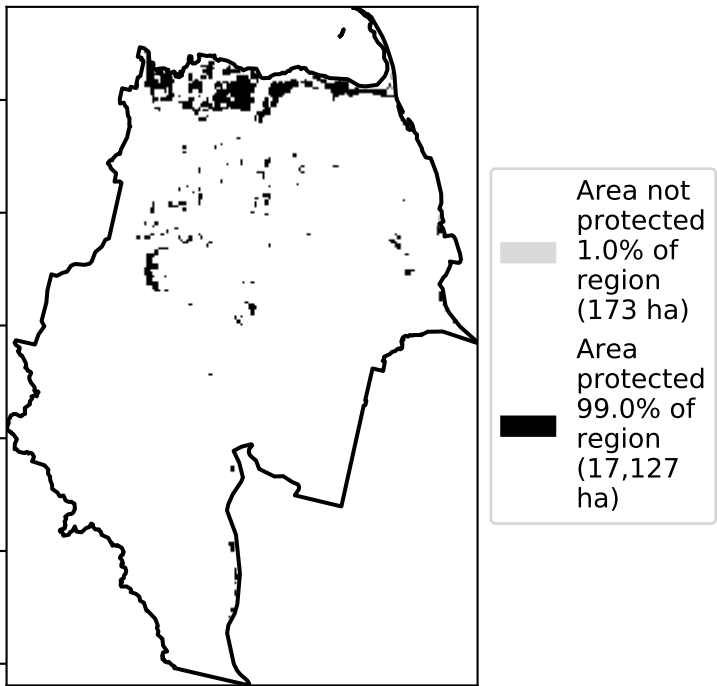 Area not
protected
1.0% of
region
(173 ha)
Area
protected
99.0% of
region
(17,127
ha)